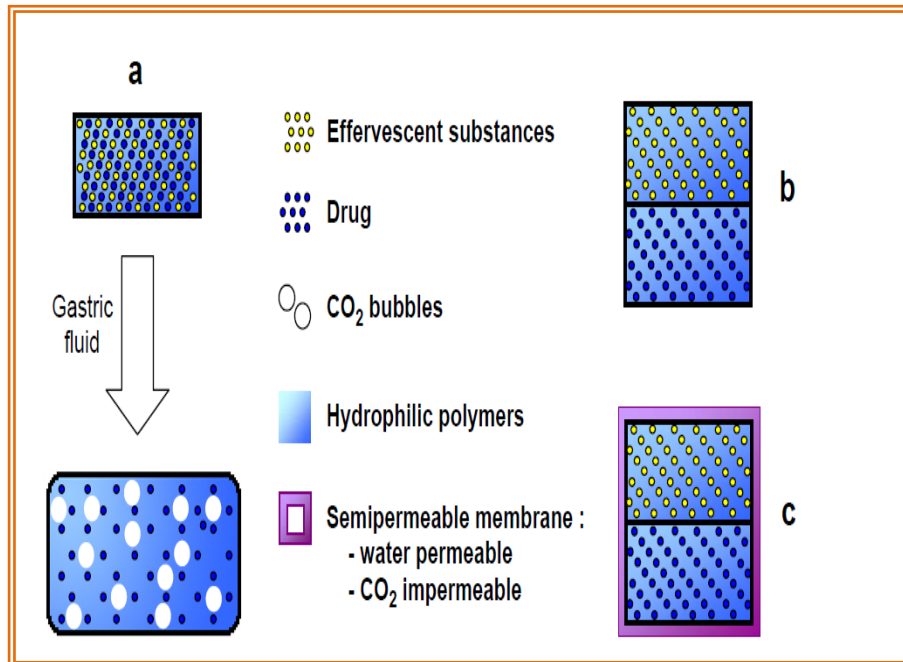 a
Effervescent substances
Drug
Gastric
fluid
CO₂ bubbles
Hydrophilic polymers
Semipermeable membrane :
- water permeable
- CO₂ impermeable
b
c